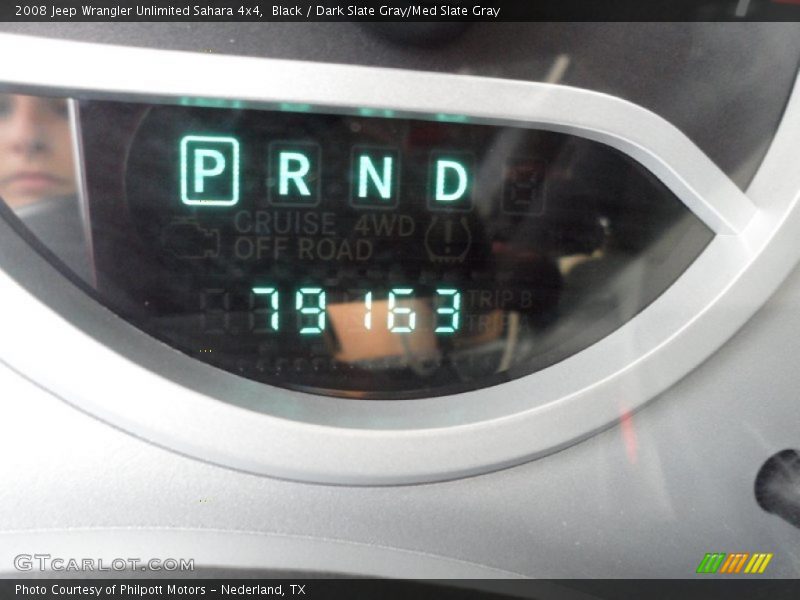 2008 Jeep Wrangler Unlimited Sahara 4x4,  Black / Dark Slate Gray/Med Slate Gray
P R N D
CRUISE 4WD
OFF ROAD
79163
TRIP B
TRIP
GTCARLOT.COM
Photo Courtesy of Philpott Motors - Nederland, TX